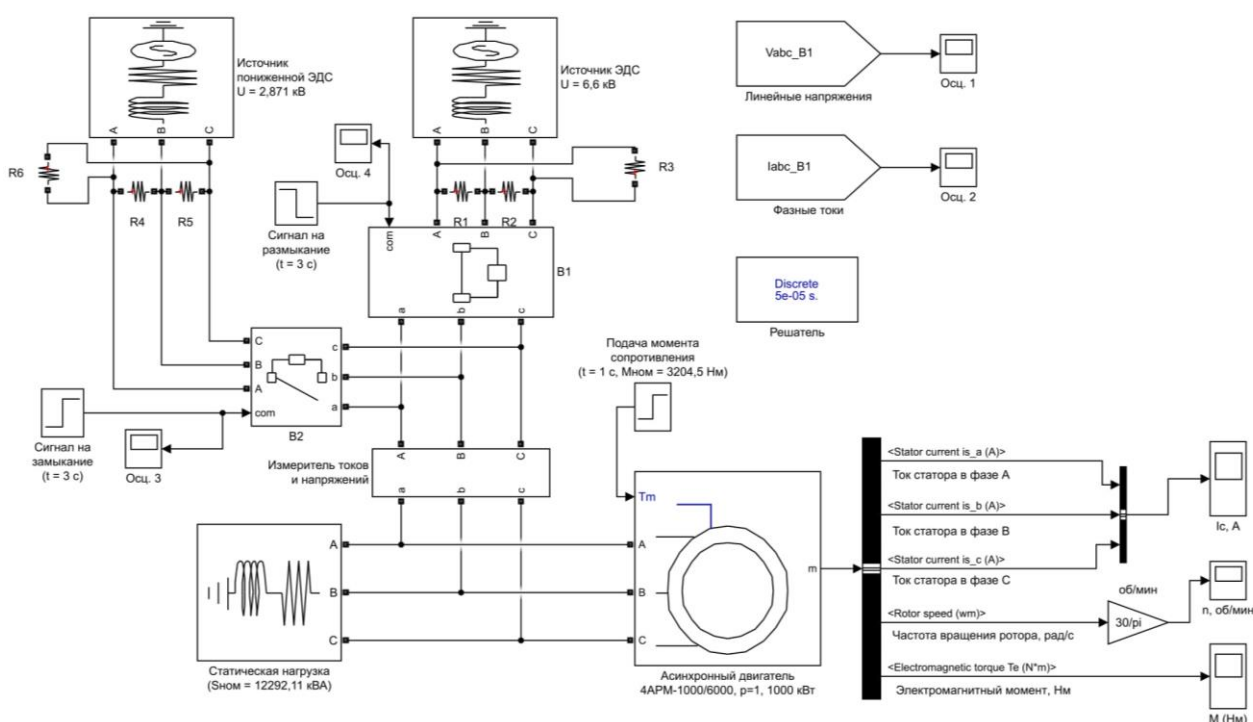 Источник
пониженной ЭДС
U = 2,871 кВ
A
B
C
R6
R4
R5
Источник ЭДС
U = 6,6 кВ
A
B
C
R3
R1
R2
Осц. 4
Сигнал на
размыкание
(t = 3 с)
com
A
B
C
B1
a
b
c
Vabc_B1
Линейные напряжения
Осц. 1
Iabc_B1
Фазные токи
Осц. 2
Discrete
5e-05 s.
Решатель
C
B
A
com
c
b
a
B2
Сигнал на
замыкание
(t = 3 с)
Осц. 3
Подача момента
сопротивления
(t = 1 с, Mном = 3204,5 Нм)
Измеритель токов
и напряжений
A
B
C
a
b
c
A
B
C
Статическая нагрузка
(Sном = 12292,11 кВА)
Tm
A
B
C
m
Асинхронный двигатель
4АРМ-1000/6000, p=1, 1000 кВт
<Stator current is_a (A)>
Ток статора в фазе A
<Stator current is_b (A)>
Ток статора в фазе B
<Stator current is_c (A)>
Ток статора в фазе C
<Rotor speed (wm)>
Частота вращения ротора, рад/с
<Electromagnetic torque Te (N*m)>
Электромагнитный момент, Нм
об/мин
30/pi
Ic, A
n, об/мин
M (Нм)